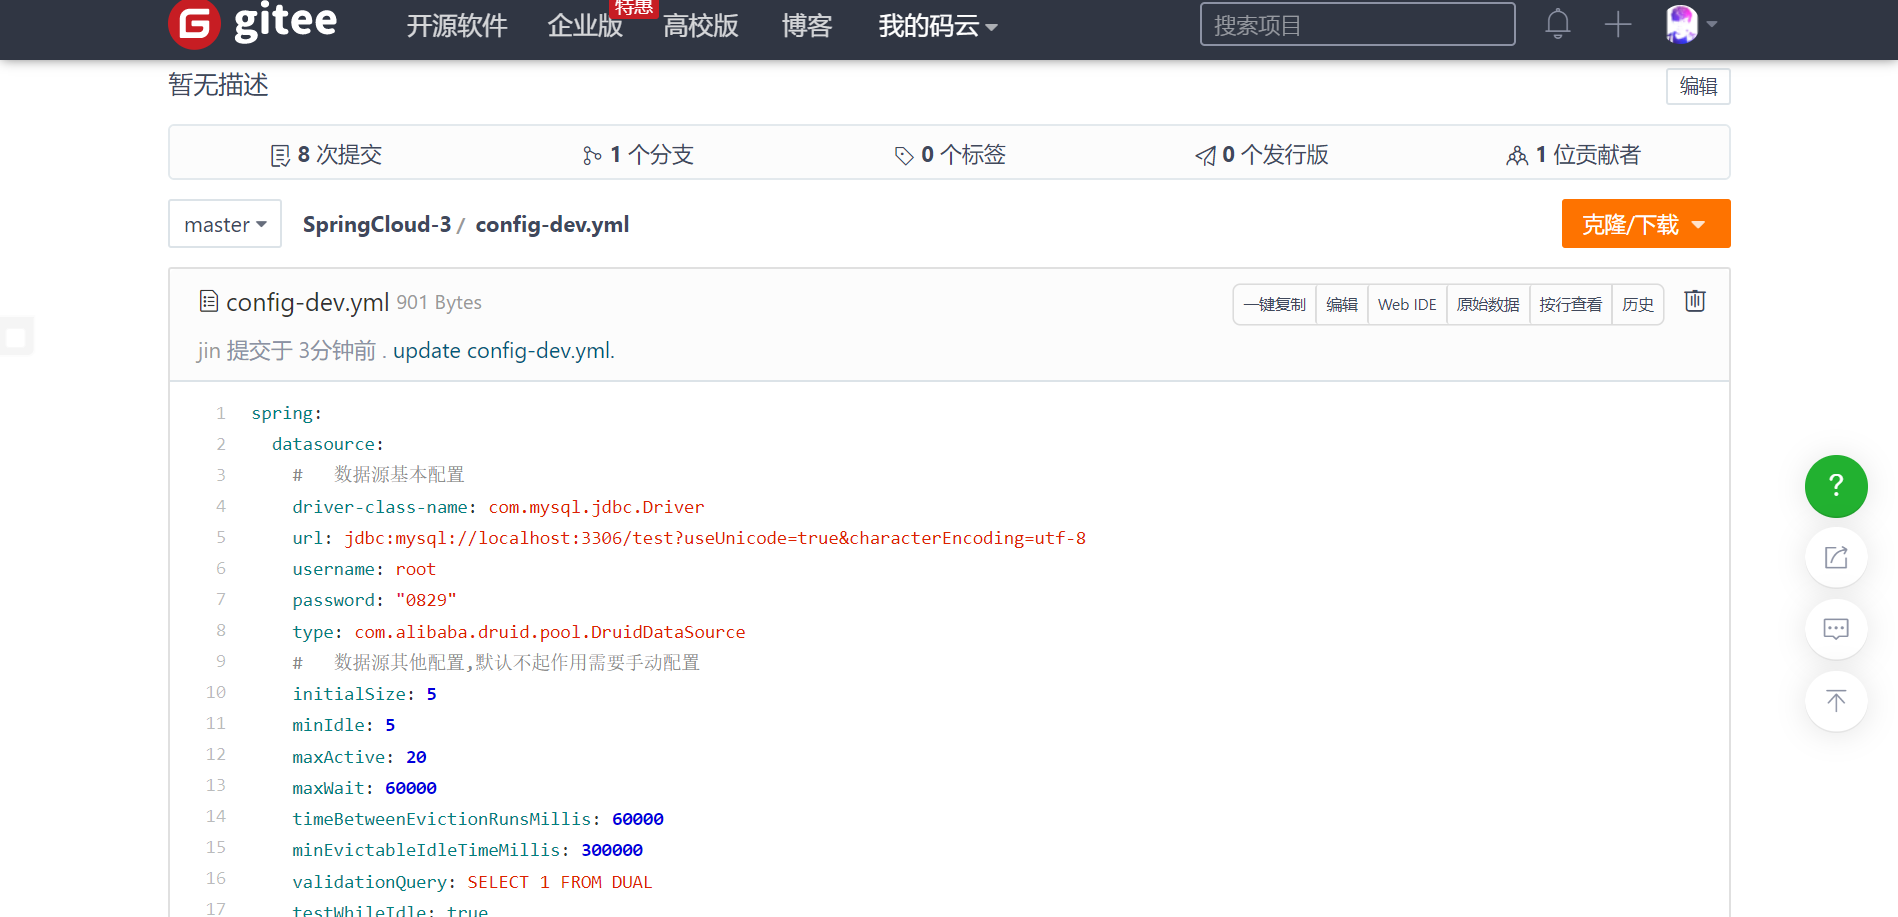 gitee 开源软件 企业版 特惠 高校版 博客 我的码云 搜索项目
暂无描述 编辑
8 次提交 1 个分支 0 个标签 0 个发行版 1 位贡献者
master SpringCloud-3 / config-dev.yml 克隆/下载
config-dev.yml 901 Bytes 一键复制 编辑 Web IDE 原始数据 按行查看 历史
jin 提交于 3分钟前 . update config-dev.yml.
1 spring:
2 datasource:
3 # 数据源基本配置
4 driver-class-name: com.mysql.jdbc.Driver
5 url: jdbc:mysql://localhost:3306/test?useUnicode=true&characterEncoding=utf-8
6 username: root
7 password: "0829"
8 type: com.alibaba.druid.pool.DruidDataSource
9 # 数据源其他配置,默认不起作用需要手动配置
10 initialSize: 5
11 minIdle: 5
12 maxActive: 20
13 maxWait: 60000
14 timeBetweenEvictionRunsMillis: 60000
15 minEvictableIdleTimeMillis: 300000
16 validationQuery: SELECT 1 FROM DUAL
17 testWhileIdle: true
?